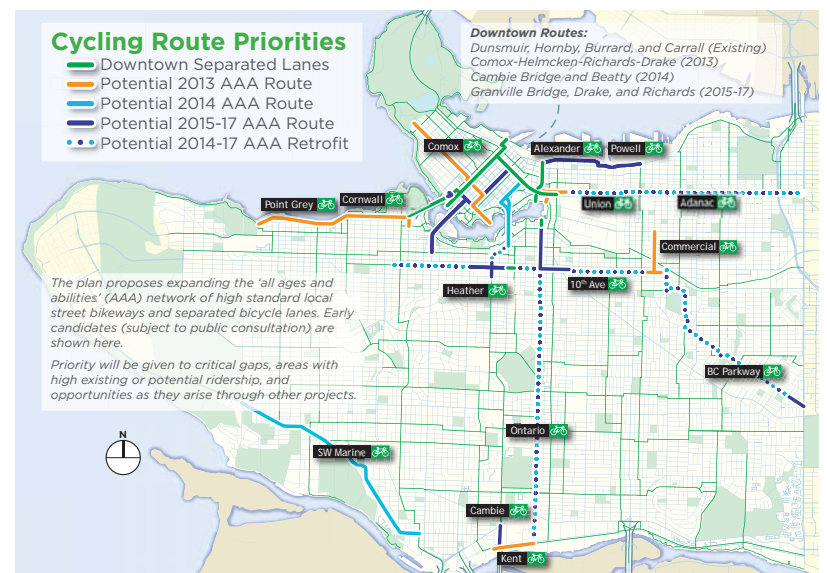 Cycling Route Priorities
Downtown Separated Lanes
Potential 2013 AAA Route
Potential 2014 AAA Route
Potential 2015-17 AAA Route
Potential 2014-17 AAA Retrofit
Downtown Routes:
Dunsmuir, Hornby, Burrard, and Carrall (Existing)
Comox-Helmcken-Richards-Drake (2013)
Cambie Bridge and Beatty (2014)
Granville Bridge, Drake, and Richards (2015-17)
Comox
Alexander
Powell
Point Grey
Cornwall
Union
Adanac
Commercial
The plan proposes expanding the ‘all ages and
abilities’ (AAA) network of high standard local
street bikeways and separated bicycle lanes. Early
candidates (subject to public consultation) are
shown here.
Priority will be given to critical gaps, areas with
high existing or potential ridership, and
opportunities as they arise through other projects.
Heather
10th Ave
BC Parkway
N
Ontario
SW Marine
Cambie
Kent